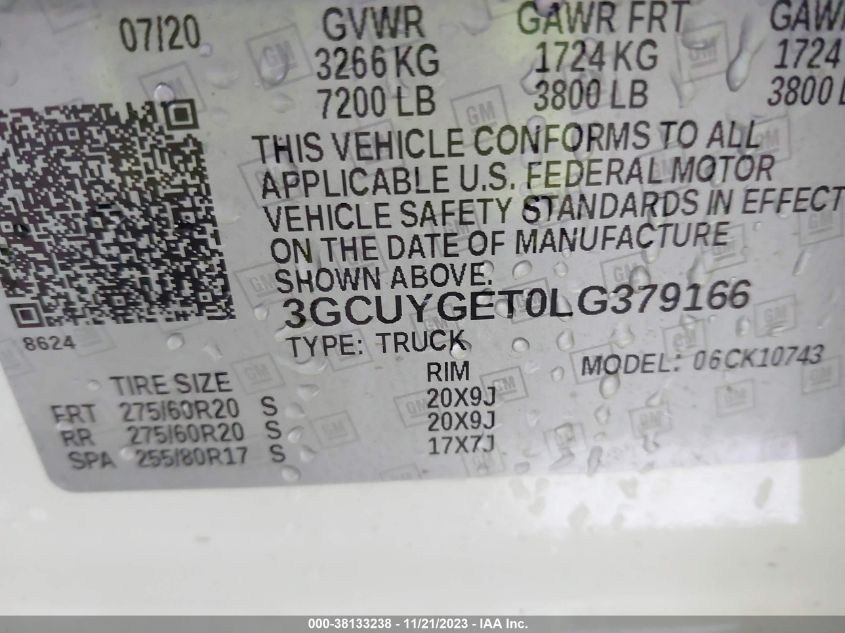 07/20 GVWR GAWR FRT GAW
3266 KG 1724 KG 1724
7200 LB 3800 LB 3800 L
THIS VEHICLE CONFORMS TO ALL
APPLICABLE U.S. FEDERAL MOTOR
VEHICLE SAFETY STANDARDS IN EFFECT
ON THE DATE OF MANUFACTURE
SHOWN ABOVE.
3GCUYGET0LG379166
8624
TYPE: TRUCK
MODEL: 06CK10743
TIRE SIZE RIM
FRT 275/60R20 S 20X9J
RR 275/60R20 S 20X9J
SPA 255/80R17 S 17X7J
000-38133238 - 11/21/2023 - IAA Inc.